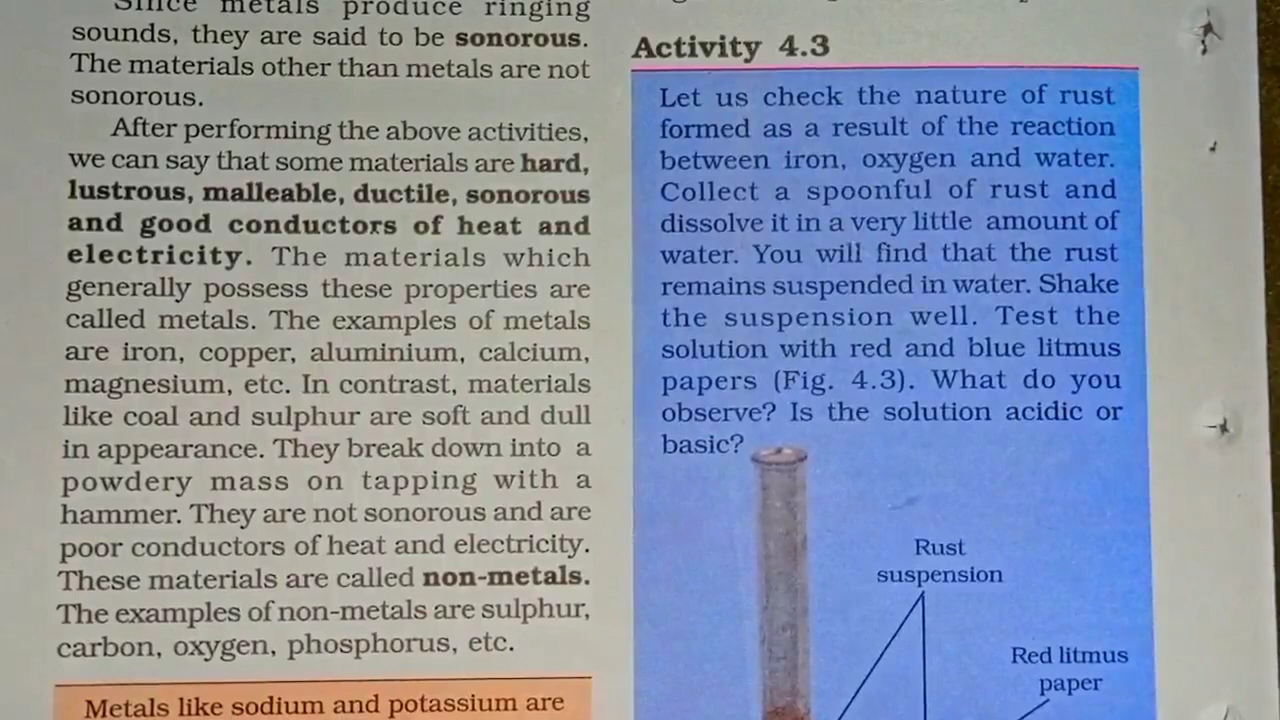 Since metals produce ringing
sounds, they are said to be sonorous.
The materials other than metals are not
sonorous.
After performing the above activities,
we can say that some materials are hard,
lustrous, malleable, ductile, sonorous
and good conductors of heat and
electricity. The materials which
generally possess these properties are
called metals. The examples of metals
are iron, copper, aluminium, calcium,
magnesium, etc. In contrast, materials
like coal and sulphur are soft and dull
in appearance. They break down into a
powdery mass on tapping with a
hammer. They are not sonorous and are
poor conductors of heat and electricity.
These materials are called non-metals.
The examples of non-metals are sulphur,
carbon, oxygen, phosphorus, etc.
Metals like sodium and potassium are
Activity 4.3
Let us check the nature of rust
formed as a result of the reaction
between iron, oxygen and water.
Collect a spoonful of rust and
dissolve it in a very little amount of
water. You will find that the rust
remains suspended in water. Shake
the suspension well. Test the
solution with red and blue litmus
papers (Fig. 4.3). What do you
observe? Is the solution acidic or
basic?
Rust
suspension
Red litmus
paper